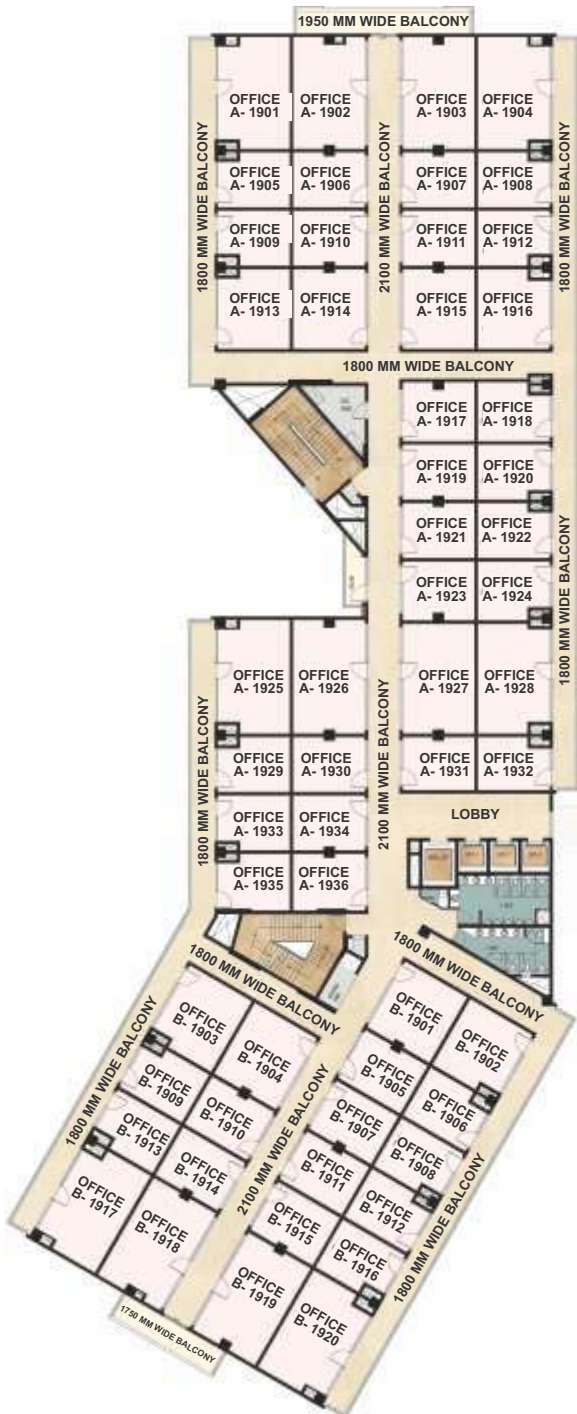 1950 MM WIDE BALCONY
1800 MM WIDE BALCONY
OFFICE
A- 1901
OFFICE
A- 1902
2100 MM WIDE BALCONY
OFFICE
A- 1903
OFFICE
A- 1904
1800 MM WIDE BALCONY
OFFICE
A- 1905
OFFICE
A- 1906
OFFICE
A- 1907
OFFICE
A- 1908
OFFICE
A- 1909
OFFICE
A- 1910
OFFICE
A- 1911
OFFICE
A- 1912
OFFICE
A- 1913
OFFICE
A- 1914
OFFICE
A- 1915
OFFICE
A- 1916
1800 MM WIDE BALCONY
OFFICE
A- 1917
OFFICE
A- 1918
OFFICE
A- 1919
OFFICE
A- 1920
OFFICE
A- 1921
OFFICE
A- 1922
OFFICE
A- 1923
OFFICE
A- 1924
1800 MM WIDE BALCONY
1800 MM WIDE BALCONY
OFFICE
A- 1925
OFFICE
A- 1926
2100 MM WIDE BALCONY
OFFICE
A- 1927
OFFICE
A- 1928
OFFICE
A- 1929
OFFICE
A- 1930
OFFICE
A- 1931
OFFICE
A- 1932
LOBBY
OFFICE
A- 1933
OFFICE
A- 1934
OFFICE
A- 1935
OFFICE
A- 1936
1800 MM WIDE BALCONY
1800 MM WIDE BALCONY
1800 MM WIDE BALCONY
OFFICE
B- 1903
OFFICE
B- 1904
2100 MM WIDE BALCONY
OFFICE
B- 1901
OFFICE
B- 1902
OFFICE
B- 1905
OFFICE
B- 1906
OFFICE
B- 1909
OFFICE
B- 1910
OFFICE
B- 1907
OFFICE
B- 1908
OFFICE
B- 1913
OFFICE
B- 1914
OFFICE
B- 1911
OFFICE
B- 1912
1800 MM WIDE BALCONY
OFFICE
B- 1917
OFFICE
B- 1918
OFFICE
B- 1915
OFFICE
B- 1916
OFFICE
B- 1919
OFFICE
B- 1920
1750 MM WIDE BALCONY